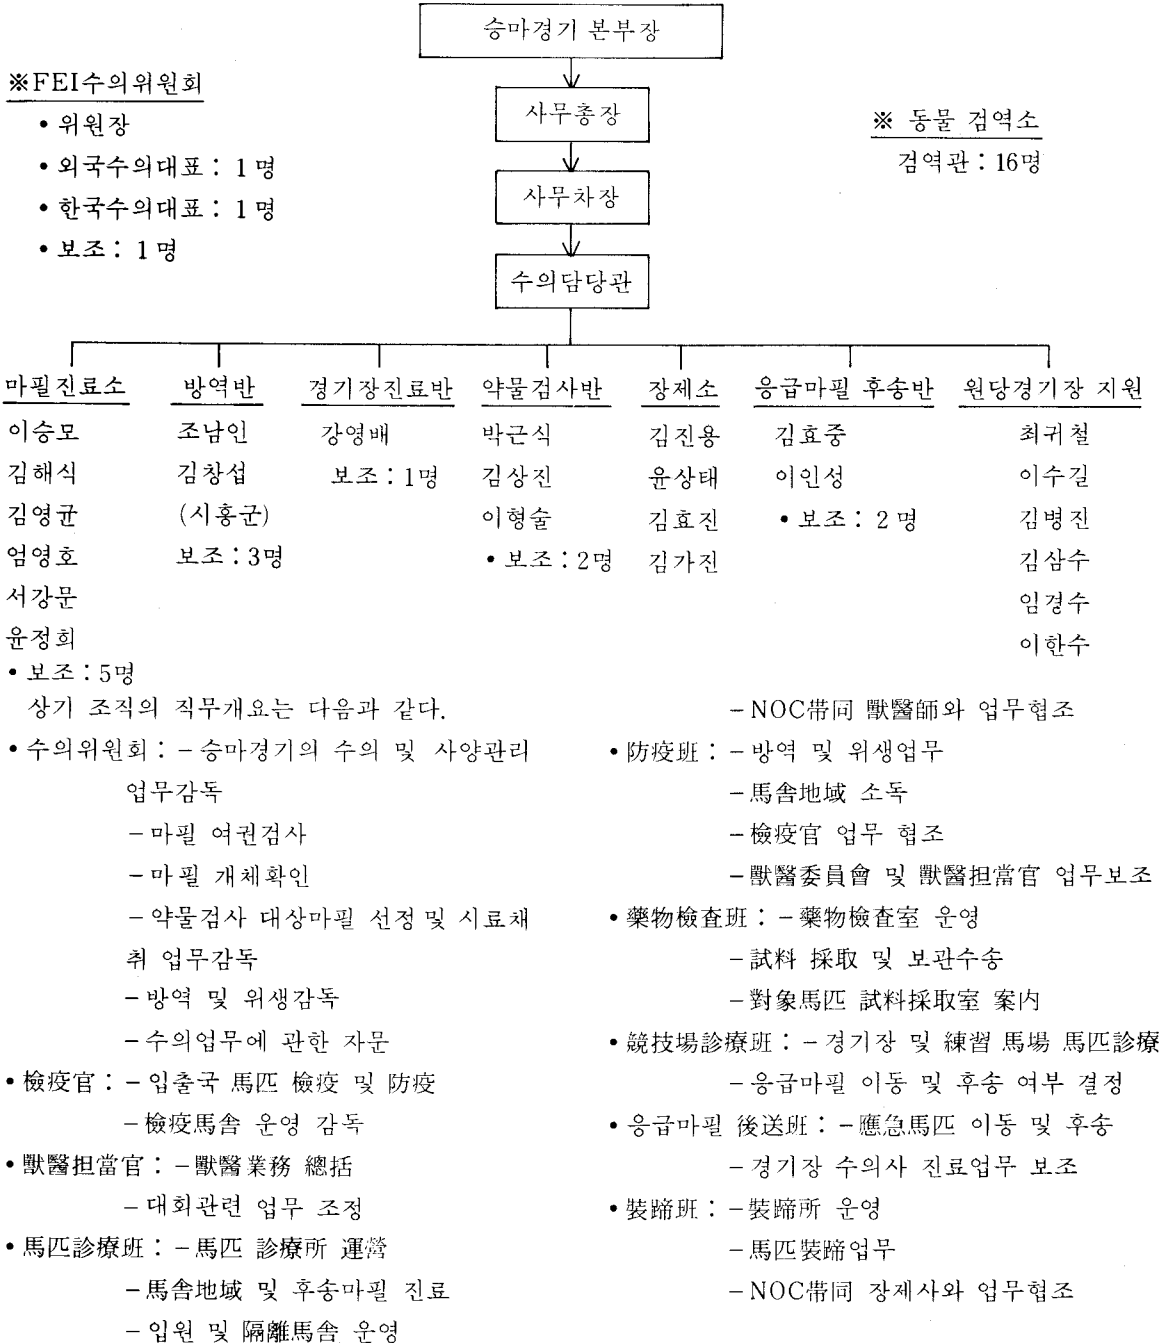 승마경기 본부장
※FEI수의위원회
• 위원장
• 외국수의대표：1명
• 한국수의대표：1명
• 보조：1명
사무총장
사무차장
수의담당관
※ 동물 검역소
검역관：16명
마필진료소
이승모
김해식
김영균
엄영호
서강문
윤정희
• 보조：5명
방역반
조남인
김창섭
(시흥군)
보조：3명
경기장진료반
강영배
보조：1명
약물검사반
박근식
김상진
이형술
• 보조：2명
장제소
김진용
윤상태
김효진
김가진
응급마필 후송반
김효중
이인성
• 보조：2명
원당경기장 지원
최귀철
이수길
김병진
김삼수
임경수
이한수
상기 조직의 직무개요는 다음과 같다.
• 수의위원회：－승마경기의 수의 및 사양관리
업무감독
－마필 여권검사
－마필 개체확인
－약물검사 대상마필 선정 및 시료채
취 업무감독
－방역 및 위생감독
－수의업무에 관한 자문
• 檢疫官：－입출국 馬匹 檢疫 및 防疫
－檢疫馬舍 운영 감독
• 獸醫担當官：－獸醫業務 總括
－대회관련 업무 조정
• 馬匹診療班：－馬匹 診療所 運營
－馬舍地域 및 후송마필 진료
－입원 및 隔離馬舍 운영
－NOC帶同 獸醫師와 업무협조
• 防疫班：－방역 및 위생업무
－馬舍地域 소독
－檢疫官 업무 협조
－獸醫委員會 및 獸醫担當官 업무보조
• 藥物檢査班：－藥物檢査室 운영
－試料 採取 및 보관수송
－對象馬匹 試料採取室 案內
• 競技場診療班：－경기장 및 練習 馬場 馬匹診療
－응급마필 이동 및 후송 여부 결정
• 응급마필 後送班：－應急馬匹 이동 및 후송
－경기장 수의사 진료업무 보조
• 裝蹄班：－裝蹄所 운영
－馬匹裝蹄업무
－NOC帶同 장제사와 업무협조